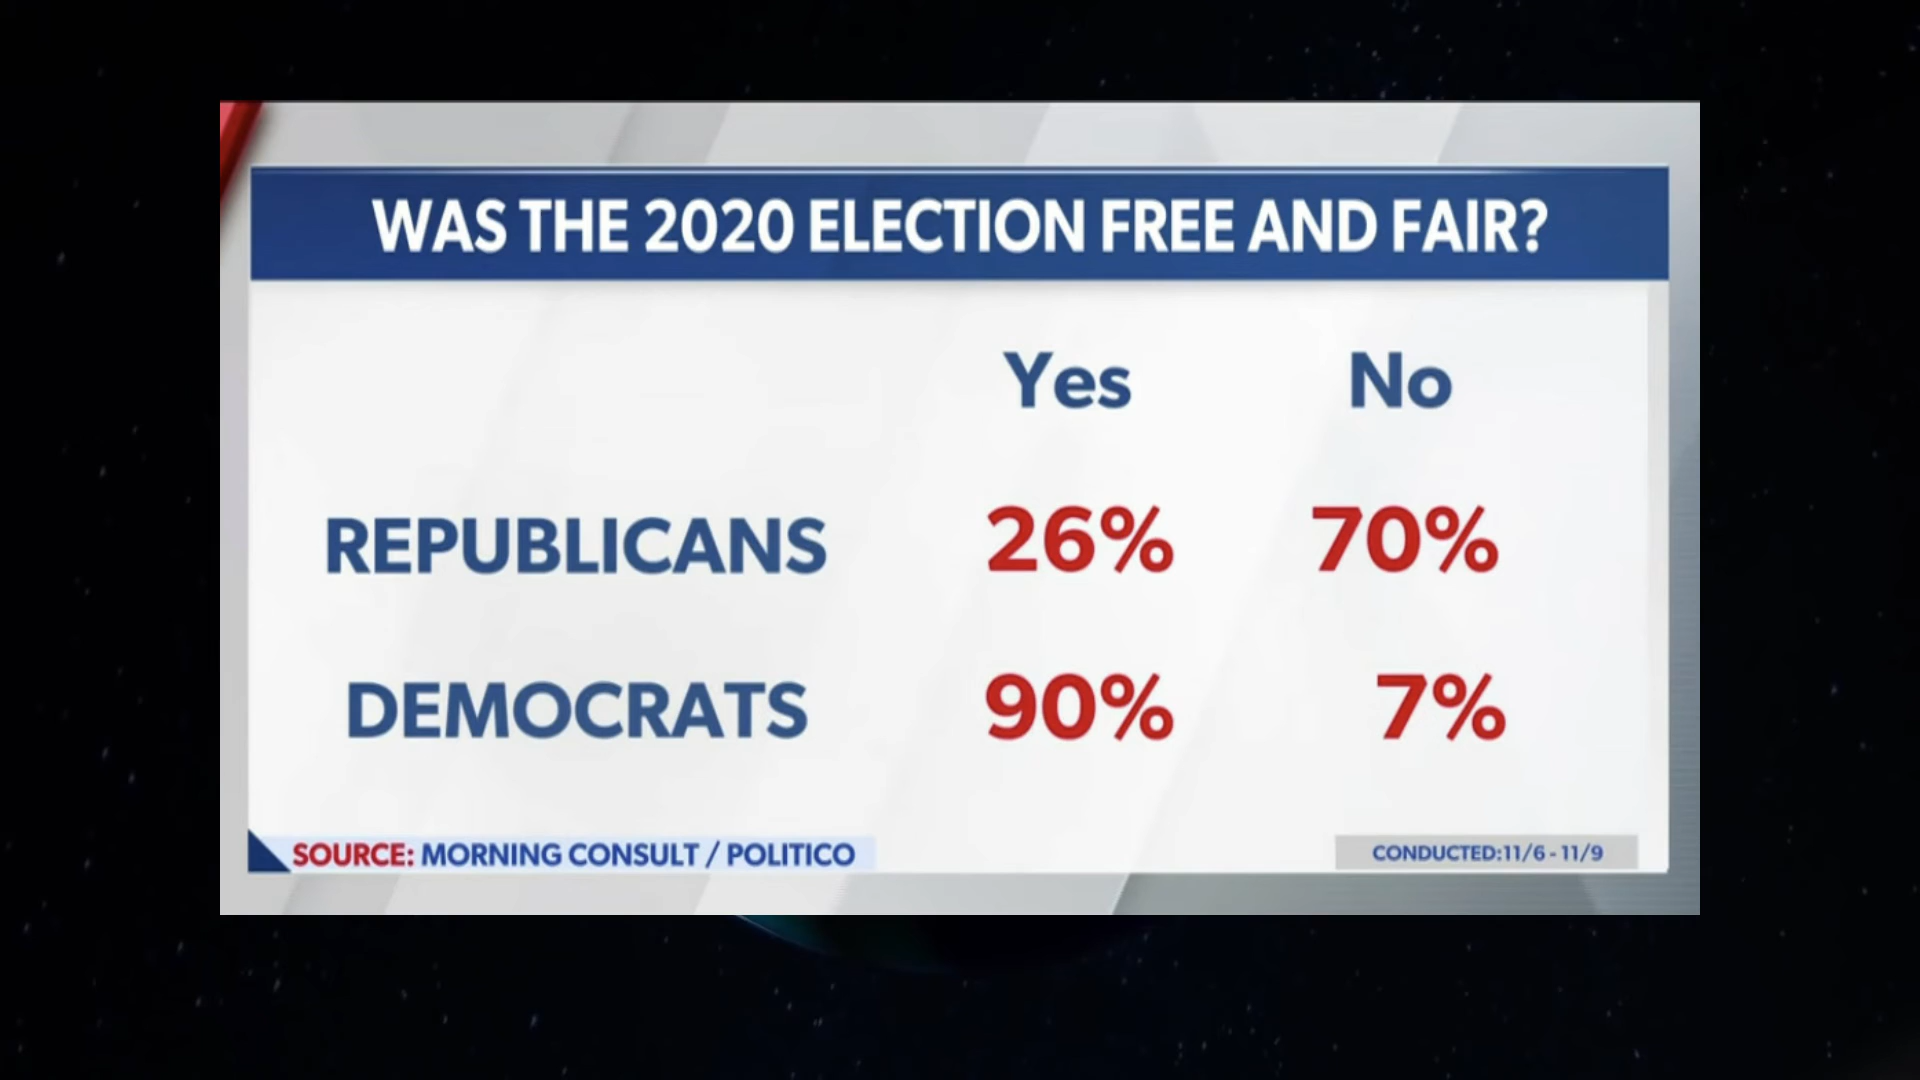 WAS THE 2020 ELECTION FREE AND FAIR?
Yes No
REPUBLICANS 26% 70%
DEMOCRATS 90% 7%
SOURCE: MORNING CONSULT / POLITICO
CONDUCTED:11/6 - 11/9